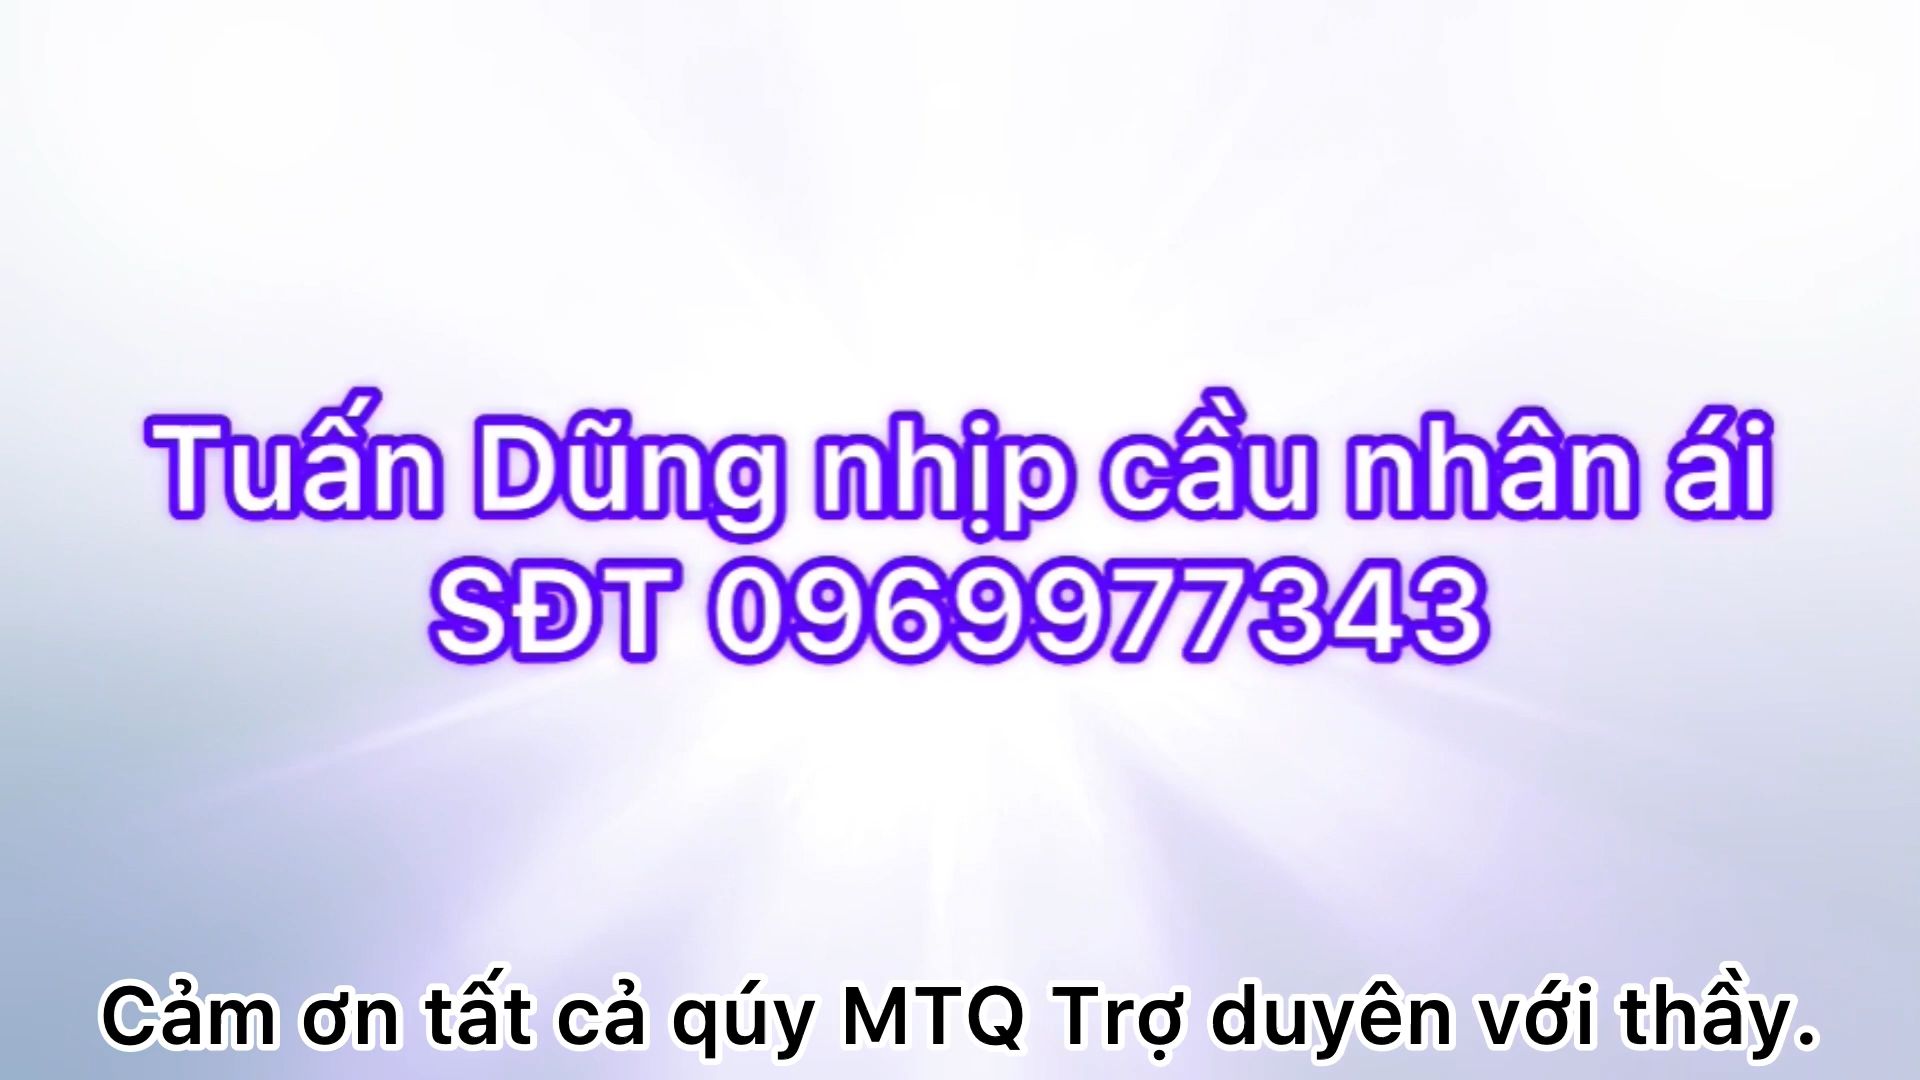 Tuấn Dũng nhịp cầu nhân ái
SĐT 0969977343
Cảm ơn tất cả qúy MTQ Trợ duyên với thầy.